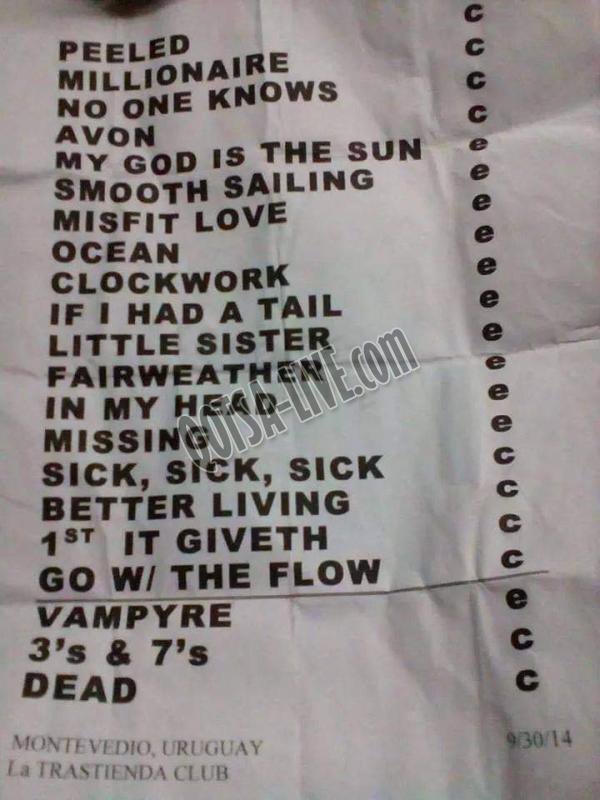 PEELED c
MILLIONAIRE c
NO ONE KNOWS c
AVON c
MY GOD IS THE SUN e
SMOOTH SAILING e
MISFIT LOVE e
OCEAN e
CLOCKWORK e
IF I HAD A TAIL e
LITTLE SISTER e
FAIRWEATHER e
IN MY HEAD e
MISSING e
SICK, SICK, SICK c
BETTER LIVING c
1ST IT GIVETH c
GO W/ THE FLOW c
VAMPYRE e
3's & 7's c
DEAD c
MONTEVEDIO, URUGUAY 9/30/14
La TRASTIENDA CLUB
QOTSA-LIVE.com